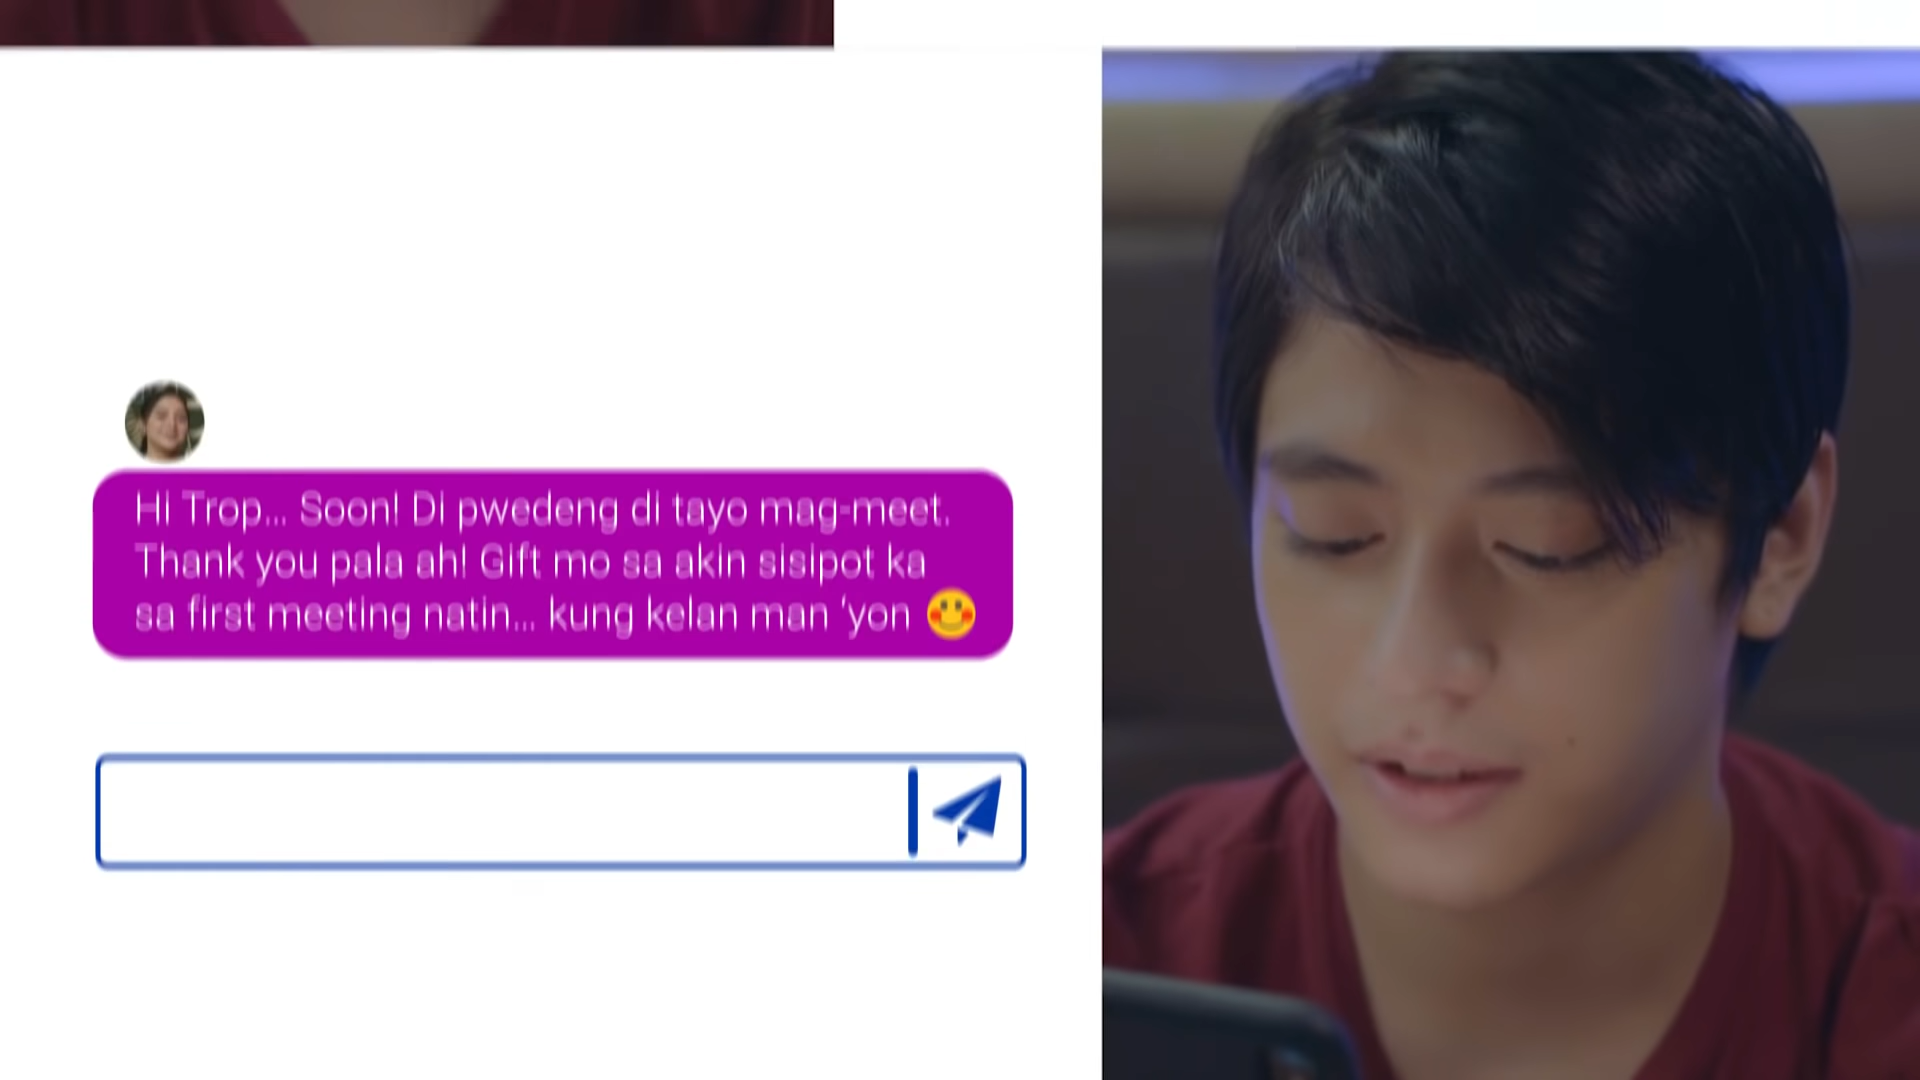 Hi Trop... Soon! Di pwedeng di tayo mag-meet.
Thank you pala ah! Gift mo sa akin sisipot ka
sa first meeting natin... kung kelan man ‘yon 😊